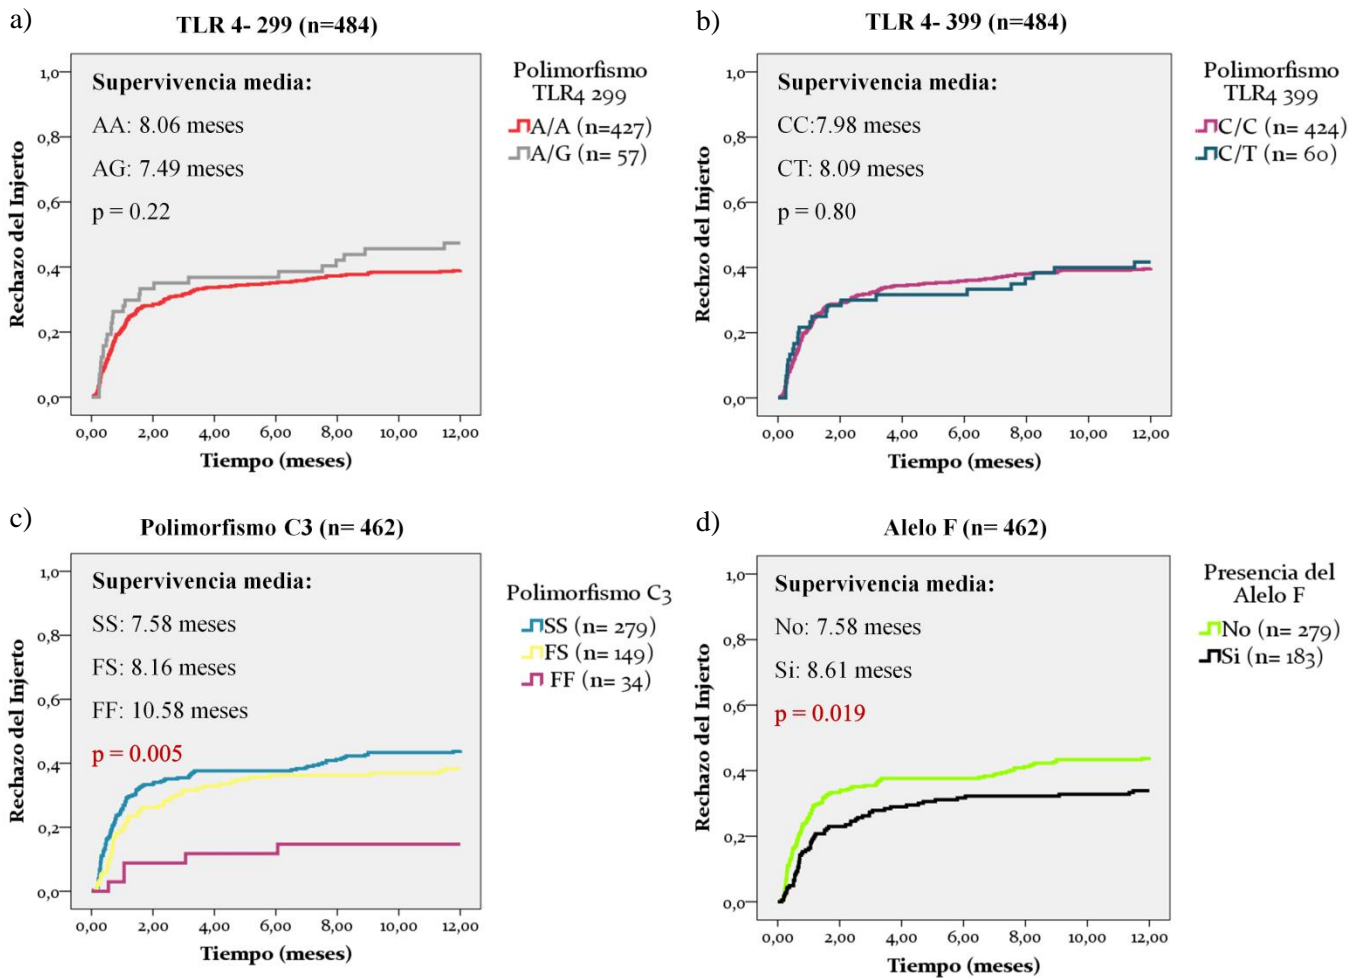 a)
TLR 4- 299 (n=484)
1,0
0,8
0,6
0,4
0,2
0,0
Rechazo del Injerto
Supervivencia media:
AA: 8.06 meses
AG: 7.49 meses
p = 0.22
0,00 2,00 4,00 6,00 8,00 10,00 12,00
Tiempo (meses)
Polimorfismo
TLR4 299
A/A (n=427)
A/G (n= 57)
b)
TLR 4- 399 (n=484)
1,0
0,8
0,6
0,4
0,2
0,0
Rechzo del Injerto
Supervivencia media:
CC:7.98 meses
CT: 8.09 meses
p = 0.80
0,00 2,00 4,00 6,00 8,00 10,00 12,00
Tiempo (meses)
Polimorfismo
TLR4 399
C/C (n= 424)
C/T (n= 60)
c)
Polimorfismo C3 (n= 462)
1,0
0,8
0,6
0,4
0,2
0,0
Rechazo del Injerto
Supervivencia media:
SS: 7.58 meses
FS: 8.16 meses
FF: 10.58 meses
p = 0.005
0,00 2,00 4,00 6,00 8,00 10,00 12,00
Tiempo (meses)
Polimorfismo C3
SS (n= 279)
FS (n= 149)
FF (n= 34)
d)
Alelo F (n= 462)
1,0
0,8
0,6
0,4
0,2
0,0
Rechazo del Injerto
Supervivencia media:
No: 7.58 meses
Si: 8.61 meses
p = 0.019
0,00 2,00 4,00 6,00 8,00 10,00 12,00
Tiempo (meses)
Presencia del
Alelo F
No (n= 279)
Si (n= 183)